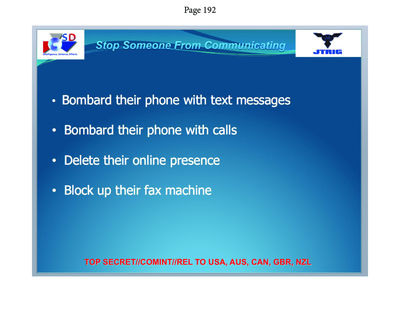 Page 192
SD
Stop Someone From Communicating
JTRIG
• Bombard their phone with text messages
• Bombard their phone with calls
• Delete their online presence
• Block up their fax machine
TOP SECRET//COMINT//REL TO USA, AUS, CAN, GBR, NZL